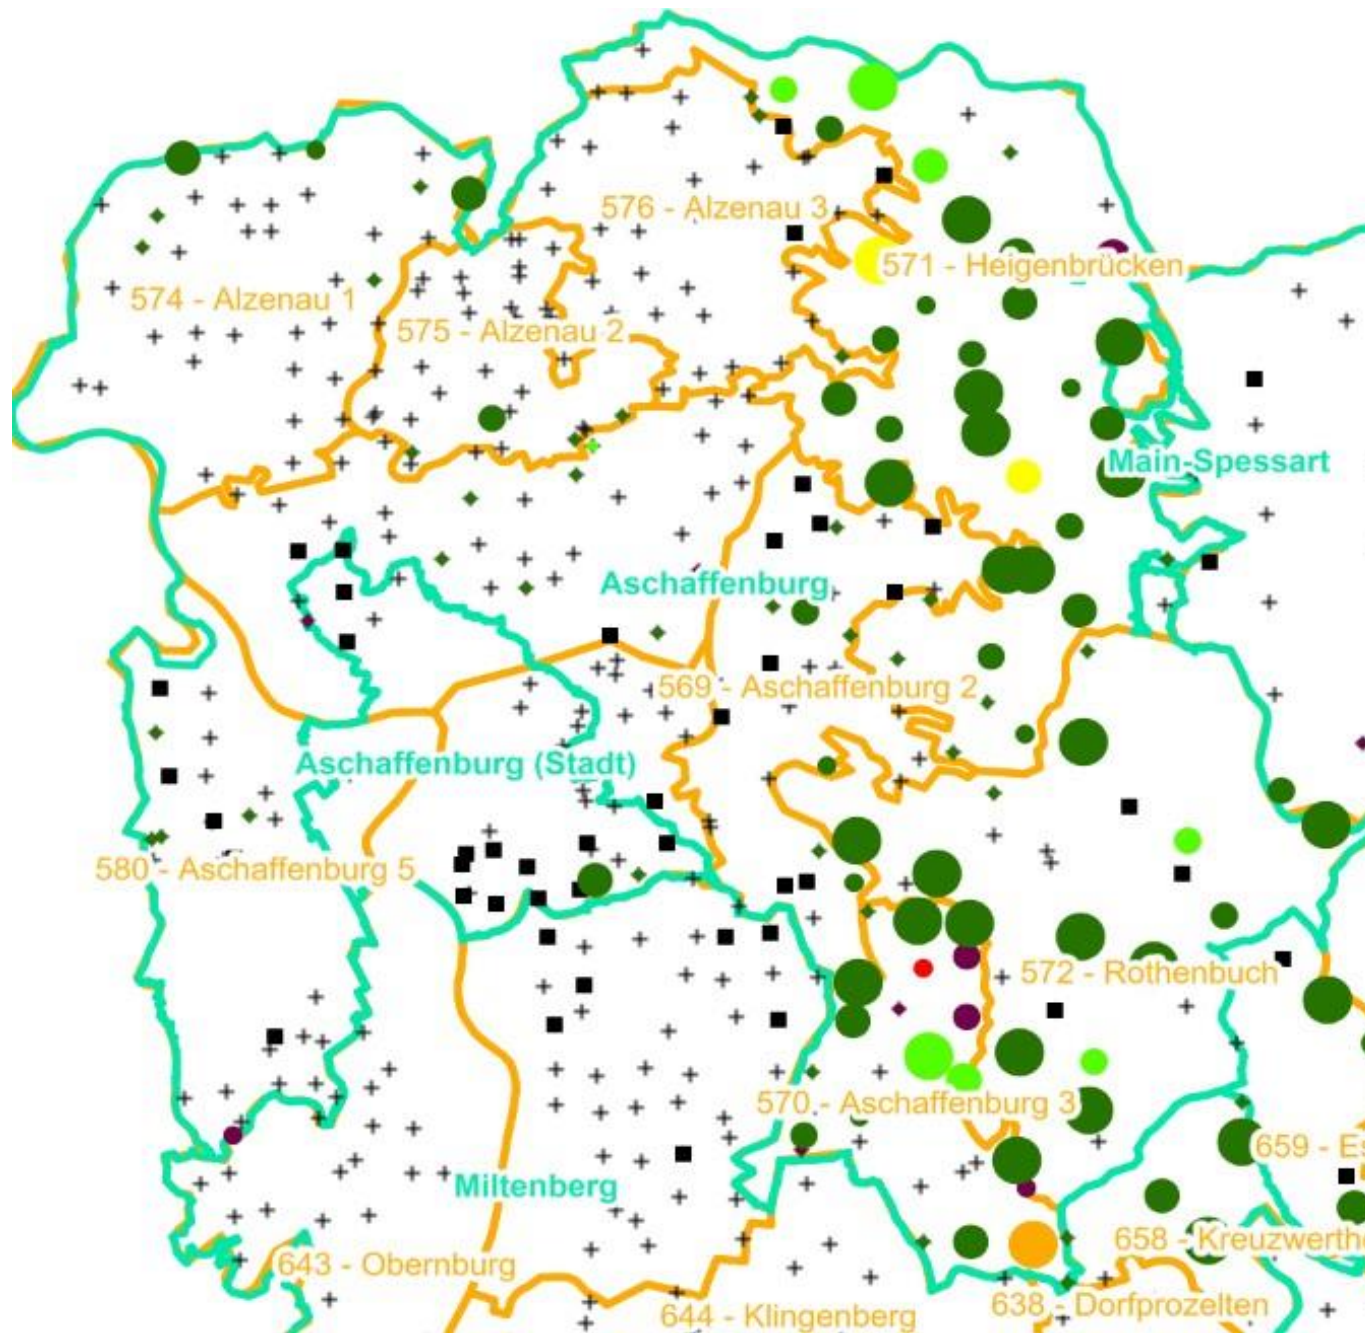 576 - Alzenau 3
571 - Heigenbrücken
574 - Alzenau 1
575 - Alzenau 2
Main-Spessart
Aschaffenburg
569 - Aschaffenburg 2
Aschaffenburg (Stadt)
580 - Aschaffenburg 5
572 - Rothenbuch
570 - Aschaffenburg 3
659 - Es
Miltenberg
658 - Kreuzwerthe
643 - Obernburg
638 - Dorfprozelten
644 - Klingenberg